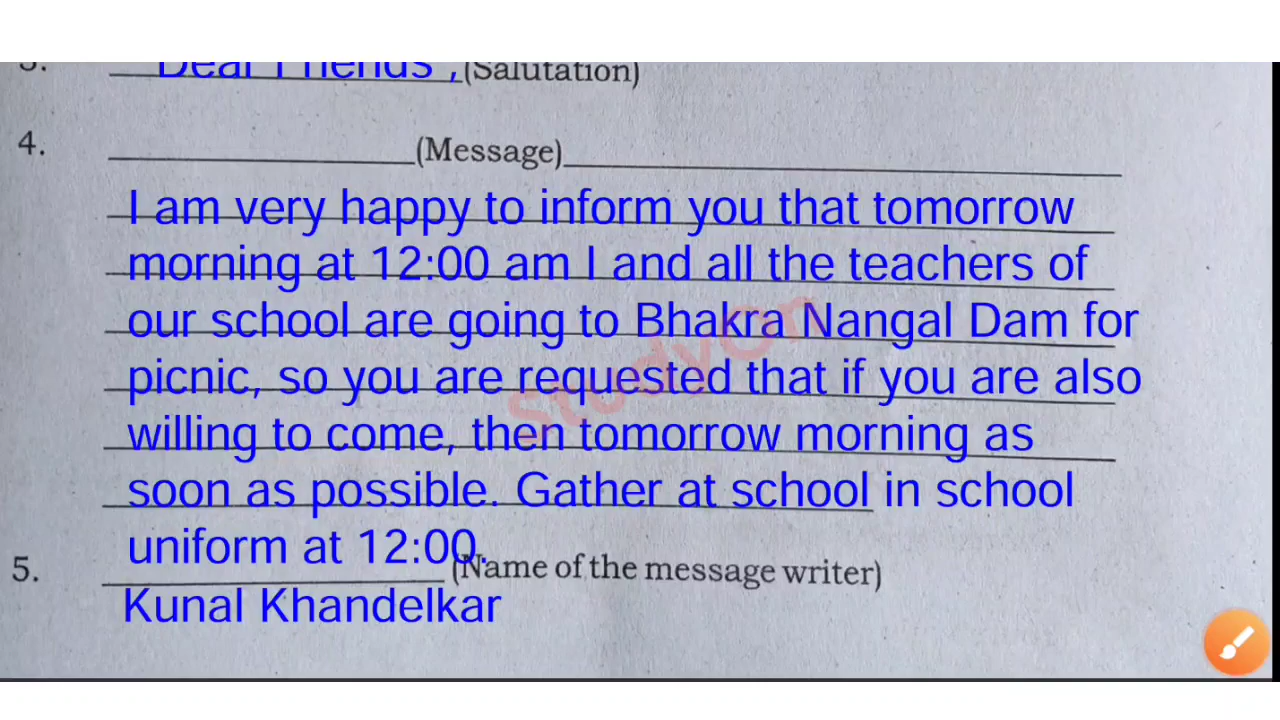 3. Dear Friends ,(Salutation)
4. (Message)
I am very happy to inform you that tomorrow
morning at 12:00 am I and all the teachers of
our school are going to Bhakra Nangal Dam for
picnic, so you are requested that if you are also
willing to come, then tomorrow morning as
soon as possible. Gather at school in school
uniform at 12:00.
5. (Name of the message writer)
Kunal Khandelkar
StudyOn